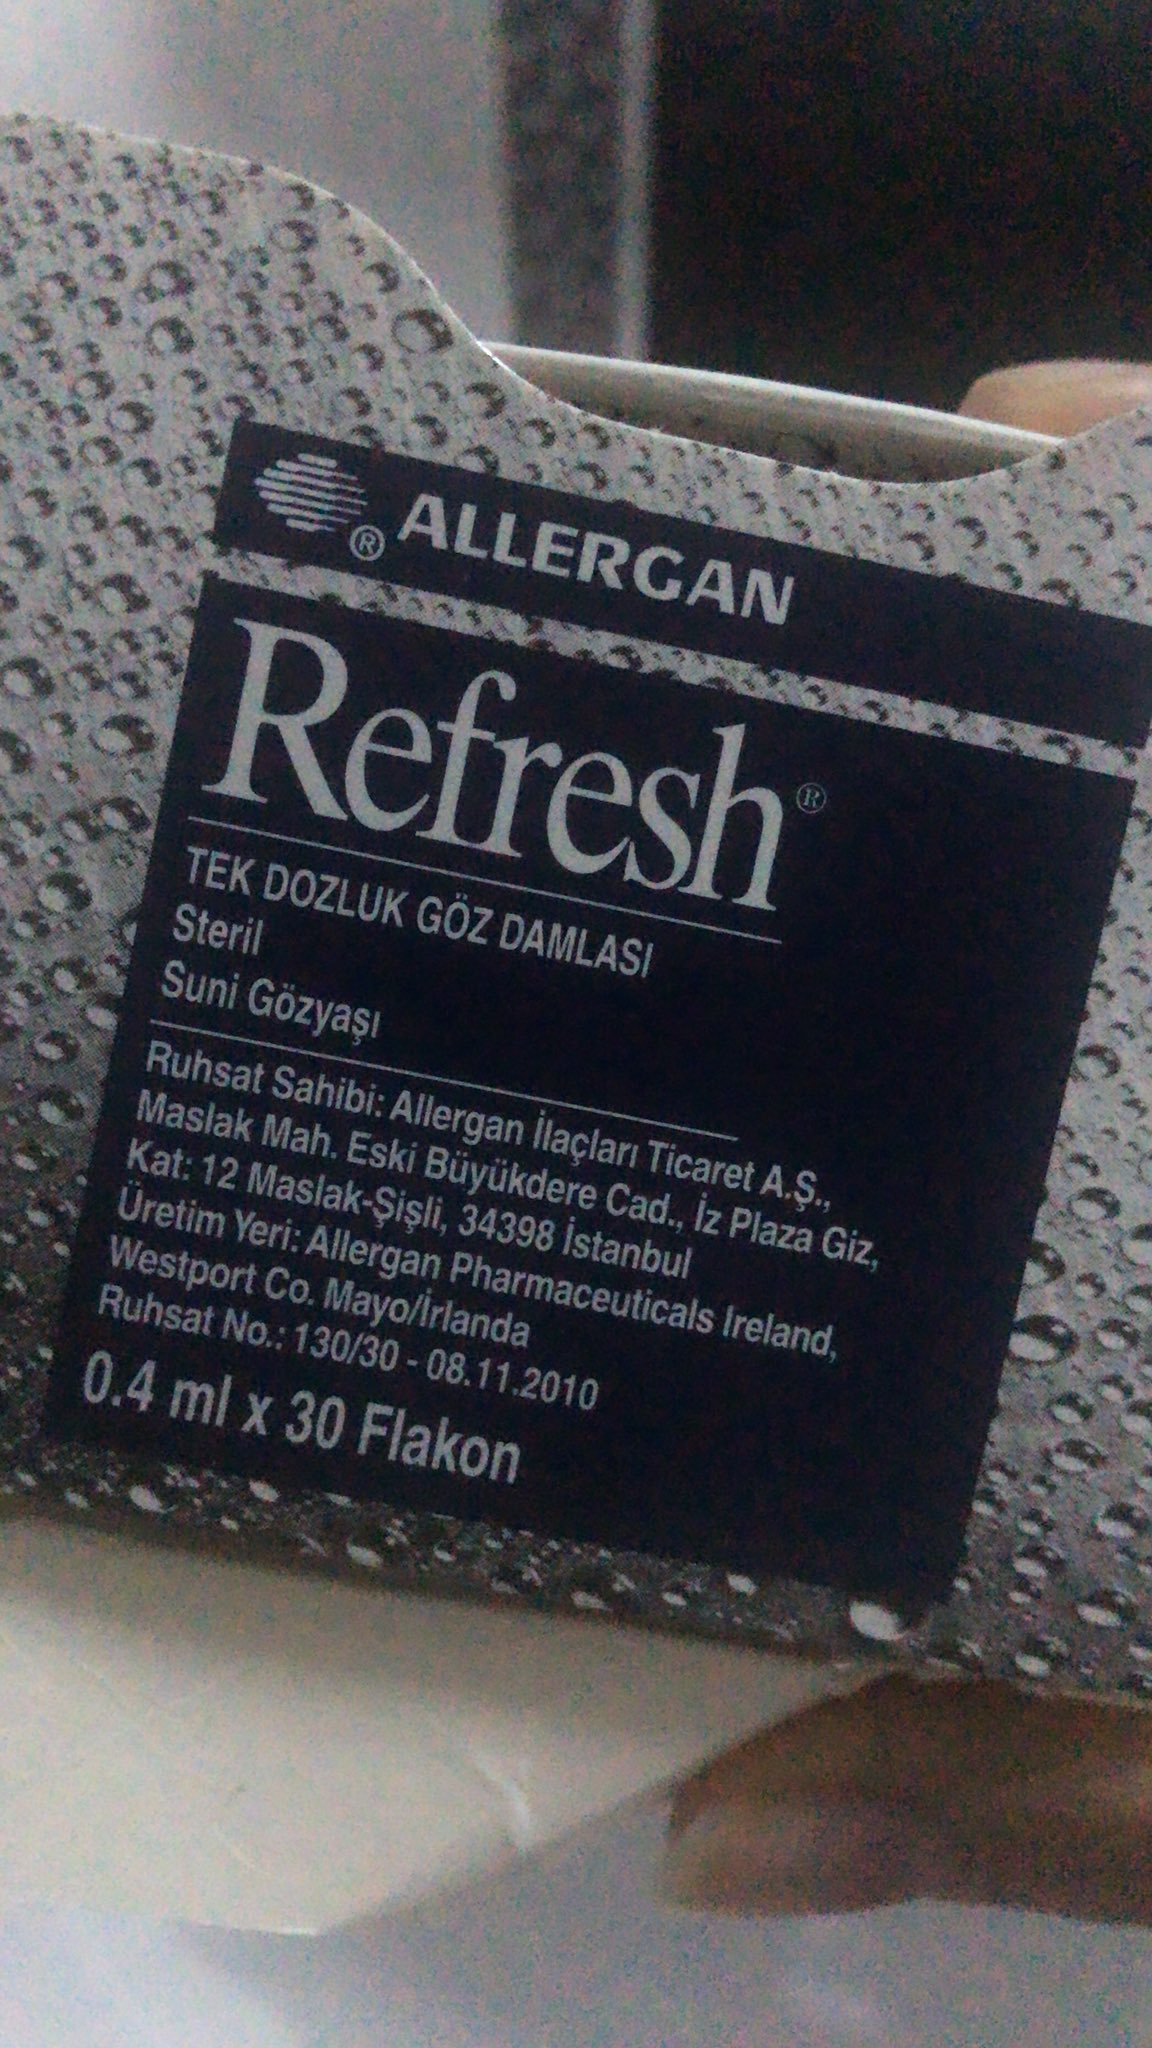 ® ALLERGAN
Refresh®
TEK DOZLUK GÖZ DAMLASI
Steril
Suni Gözyaşı
Ruhsat Sahibi: Allergan İlaçları Ticaret A.Ş.,
Maslak Mah. Eski Büyükdere Cad., İz Plaza Giz,
Kat: 12 Maslak-Şişli, 34398 İstanbul
Üretim Yeri: Allergan Pharmaceuticals Ireland,
Westport Co. Mayo/İrlanda
Ruhsat No.: 130/30 - 08.11.2010
0.4 ml x 30 Flakon